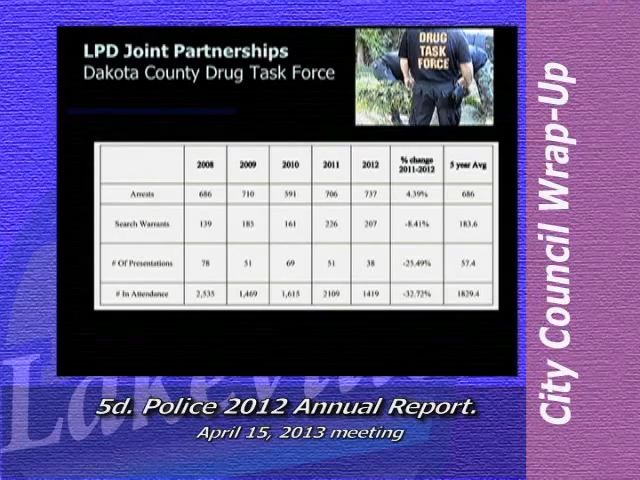 LPD Joint Partnerships
Dakota County Drug Task Force
DRUG
TASK
FORCE
2008 2009 2010 2011 2012 % change 2011-2012 5 year Avg
Arrests 686 710 591 706 737 4.39% 686
Search Warrants 139 185 161 226 207 -8.41% 183.6
# Of Presentations 78 51 69 51 38 -25.49% 57.4
# In Attendance 2,535 1,469 1,615 2109 1419 -32.72% 1829.4
Lakeville
5d. Police 2012 Annual Report.
April 15, 2013 meeting
City Council Wrap-Up